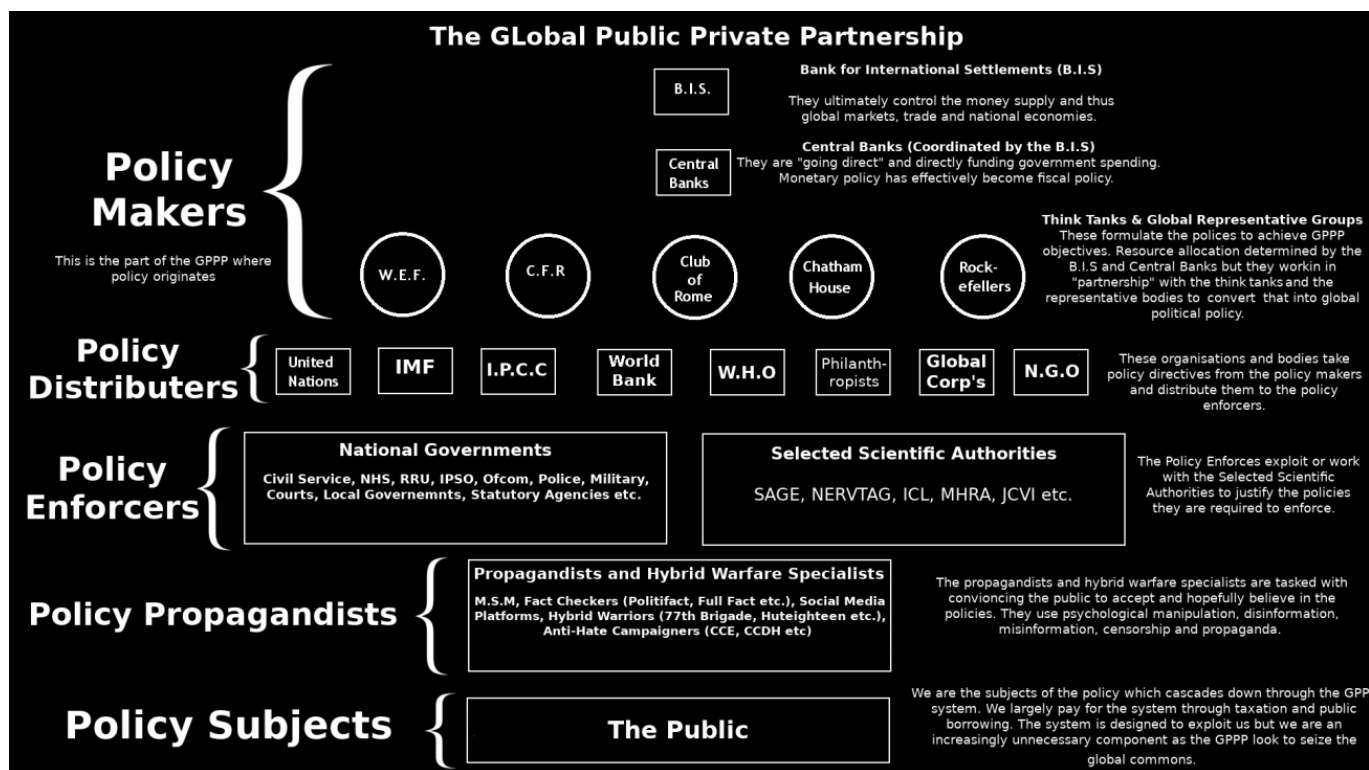 The GLobal Public Private Partnership
B.I.S.
Bank for International Settlements (B.I.S)
They ultimately control the money supply and thus
global markets, trade and national economies.
Policy
Makers
This is the part of the GPPP where
policy originates
Central
Banks
Central Banks (Coordinated by the B.I.S)
They are "going direct" and directly funding government spending.
Monetary policy has effectively become fiscal policy.
W.E.F.
C.F.R
Club
of
Rome
Chatham
House
Rock-
efellers
Think Tanks & Global Representative Groups
These formulate the polices to achieve GPPP
objectives. Resource allocation determined by the
B.I.S and Central Banks but they workin in
"partnership" with the think tanks and the
representative bodies to convert that into global
political policy.
Policy
Distributers
United
Nations
IMF
I.P.C.C
World
Bank
W.H.O
Philanth-
ropists
Global
Corp's
N.G.O
These organisations and bodies take
policy directives from the policy makers
and distribute them to the policy
enforcers.
Policy
Enforcers
National Governments
Civil Service, NHS, RRU, IPSO, Ofcom, Police, Military,
Courts, Local Governemnts, Statutory Agencies etc.
Selected Scientific Authorities
SAGE, NERVTAG, ICL, MHRA, JCVI etc.
The Policy Enforces exploit or work
with the Selected Scientific
Authorities to justify the policies
they are required to enforce.
Policy Propagandists
Propagandists and Hybrid Warfare Specialists
M.S.M, Fact Checkers (Politifact, Full Fact etc.), Social Media
Platforms, Hybrid Warriors (77th Brigade, Huteighteen etc.),
Anti-Hate Campaigners (CCE, CCDH etc)
The propagandists and hybrid warfare specialists are tasked with
convioncing the public to accept and hopefully believe in the
policies. They use psychological manipulation, disinformation,
misinformation, censorship and propaganda.
Policy Subjects
The Public
We are the subjects of the policy which cascades down through the GPP
system. We largely pay for the system through taxation and public
borrowing. The system is designed to exploit us but we are an
increasingly unnecessary component as the GPPP look to seize the
global commons.